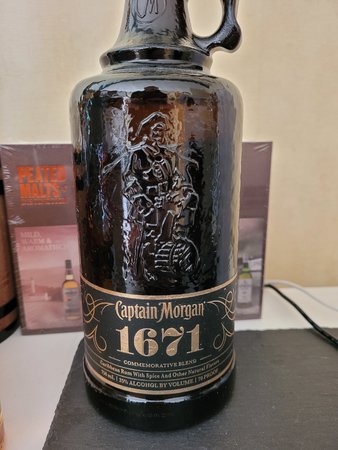 PEATED
MALTS
MILD,
WARM &
AROMATIC
Captain Morgan
1671
COMMEMORATIVE BLEND
Caribbean Rum With Spice And Other Natural Flavors
750 mL | 35% ALCOHOL BY VOLUME | 70 PROOF